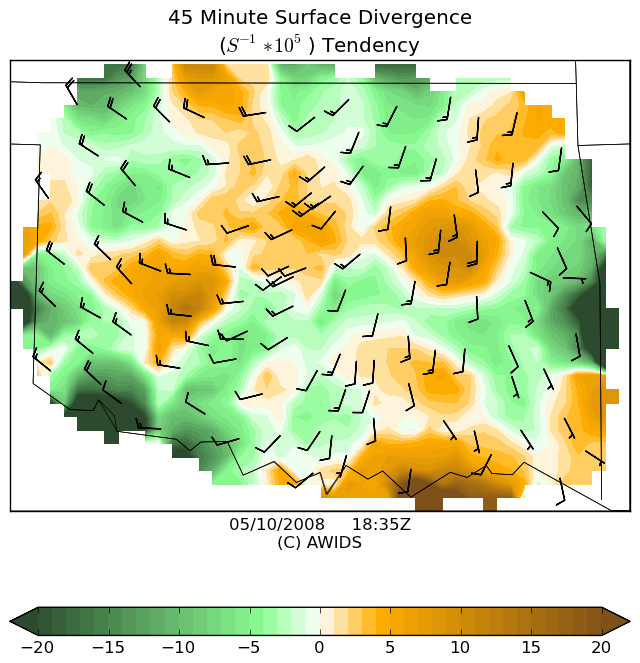 45 Minute Surface Divergence
(S⁻¹ * 10⁵ ) Tendency
05/10/2008 18:35Z
(C) AWIDS
−20 −15 −10 −5 0 5 10 15 20